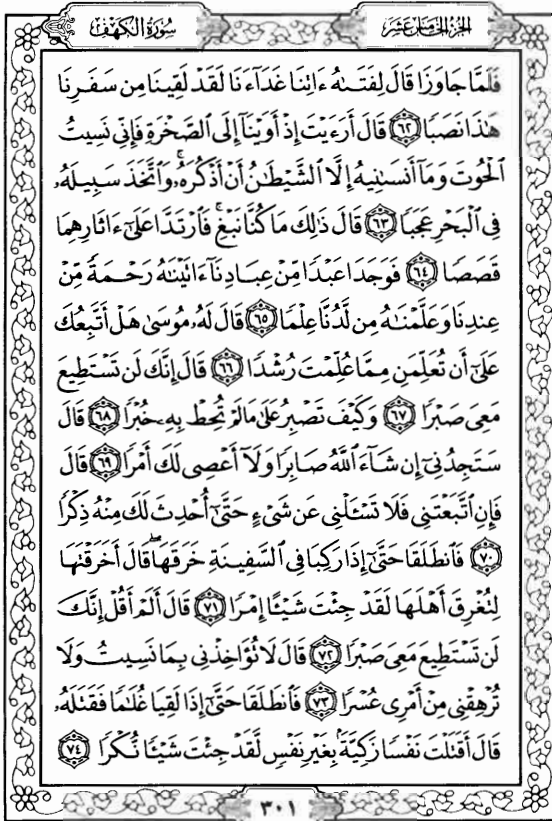 الجزء الخامس عشر
سورة الكهف
فَلَمَّا جَاوَزَا قَالَ لِفَتَىٰهُ ءَاتِنَا غَدَآءَنَا لَقَدْ لَقِينَا مِن سَفَرِنَا
هَٰذَا نَصَبًا ٦٢ قَالَ أَرَءَيْتَ إِذْ أَوَيْنَآ إِلَى ٱلصَّخْرَةِ فَإِنِّى نَسِيتُ
ٱلْحُوتَ وَمَآ أَنسَىٰنِيهُ إِلَّا ٱلشَّيْطَٰنُ أَنْ أَذْكُرَهُۥۚ وَٱتَّخَذَ سَبِيلَهُۥ
فِى ٱلْبَحْرِ عَجَبًا ٦٣ قَالَ ذَٰلِكَ مَا كُنَّا نَبْغِۚ فَٱرْتَدَّا عَلَىٰٓ ءَاثَارِهِمَا
قَصَصًا ٦٤ فَوَجَدَا عَبْدًا مِّنْ عِبَادِنَآ ءَاتَيْنَٰهُ رَحْمَةً مِّنْ
عِندِنَا وَعَلَّمْنَٰهُ مِن لَّدُنَّا عِلْمًا ٦٥ قَالَ لَهُۥ مُوسَىٰ هَلْ أَتَّبِعُكَ
عَلَىٰٓ أَن تُعَلِّمَنِ مِمَّا عُلِّمْتَ رُشْدًا ٦٦ قَالَ إِنَّكَ لَن تَسْتَطِيعَ
مَعِىَ صَبْرًا ٦٧ وَكَيْفَ تَصْبِرُ عَلَىٰ مَا لَمْ تُحِطْ بِهِۦ خُبْرًا ٦٨ قَالَ
سَتَجِدُنِىٓ إِن شَآءَ ٱللَّهُ صَابِرًا وَلَآ أَعْصِى لَكَ أَمْرًا ٦٩ قَالَ
فَإِنِ ٱتَّبَعْتَنِى فَلَا تَسْـَٔلْنِى عَن شَىْءٍ حَتَّىٰٓ أُحْدِثَ لَكَ مِنْهُ ذِكْرًا
٧٠ فَٱنطَلَقَا حَتَّىٰٓ إِذَا رَكِبَا فِى ٱلسَّفِينَةِ خَرَقَهَاۖ قَالَ أَخَرَقْتَهَا
لِتُغْرِقَ أَهْلَهَا لَقَدْ جِئْتَ شَيْـًٔا إِمْرًا ٧١ قَالَ أَلَمْ أَقُلْ إِنَّكَ
لَن تَسْتَطِيعَ مَعِىَ صَبْرًا ٧٢ قَالَ لَا تُؤَاخِذْنِى بِمَا نَسِيتُ وَلَا
تُرْهِقْنِى مِنْ أَمْرِى عُسْرًا ٧٣ فَٱنطَلَقَا حَتَّىٰٓ إِذَا لَقِيَا غُلَٰمًا فَقَتَلَهُۥ
قَالَ أَقَتَلْتَ نَفْسًا زَكِيَّةًۢ بِغَيْرِ نَفْسٍ لَّقَدْ جِئْتَ شَيْـًٔا نُّكْرًا ٧٤
٣٠١